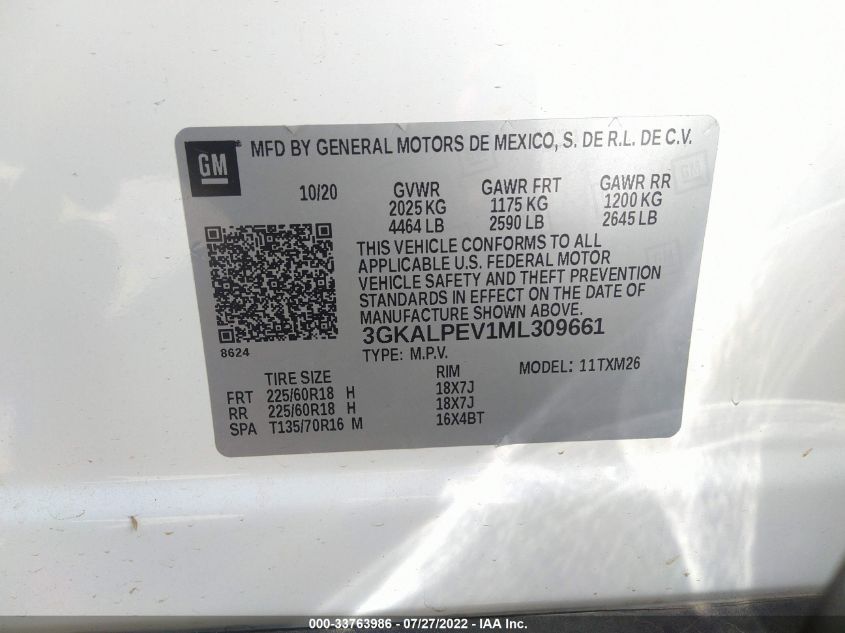 GM ® MFD BY GENERAL MOTORS DE MEXICO, S. DE R.L. DE C.V.
10/20 GVWR GAWR FRT GAWR RR
2025 KG 1175 KG 1200 KG
4464 LB 2590 LB 2645 LB
THIS VEHICLE CONFORMS TO ALL
APPLICABLE U.S. FEDERAL MOTOR
VEHICLE SAFETY AND THEFT PREVENTION
STANDARDS IN EFFECT ON THE DATE OF
MANUFACTURE SHOWN ABOVE.
3GKALPEV1ML309661
8624 TYPE: M.P.V.
TIRE SIZE RIM MODEL: 11TXM26
FRT 225/60R18 H 18X7J
RR 225/60R18 H 18X7J
SPA T135/70R16 M 16X4BT
000-33763986 - 07/27/2022 - IAA Inc.